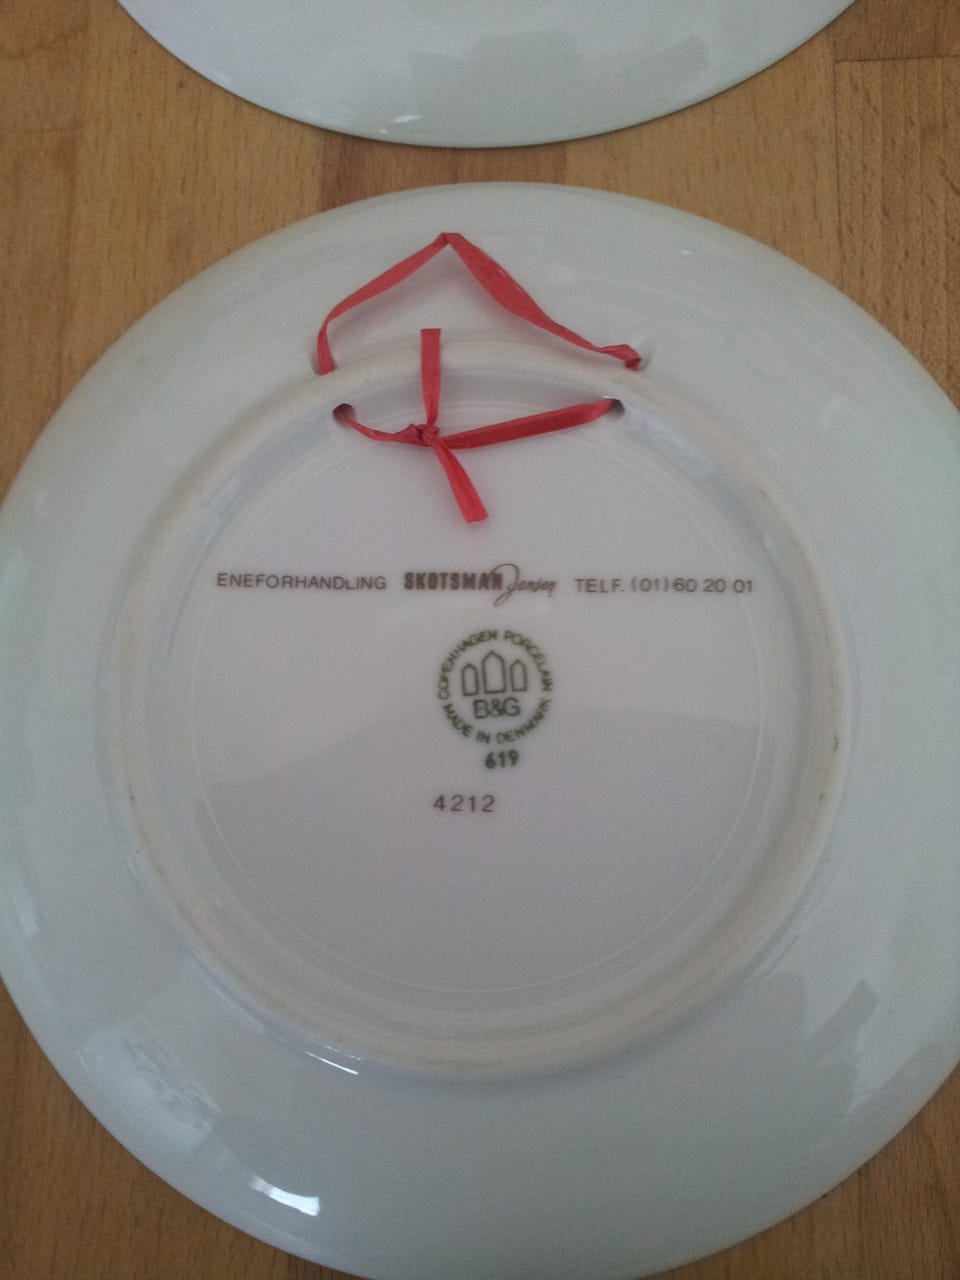 ENEFORHANDLING SKOTSMAN Jensen TELF. (01) 60 20 01
COPENHAGEN PORCELAIN
B&G
MADE IN DENMARK
619
4212